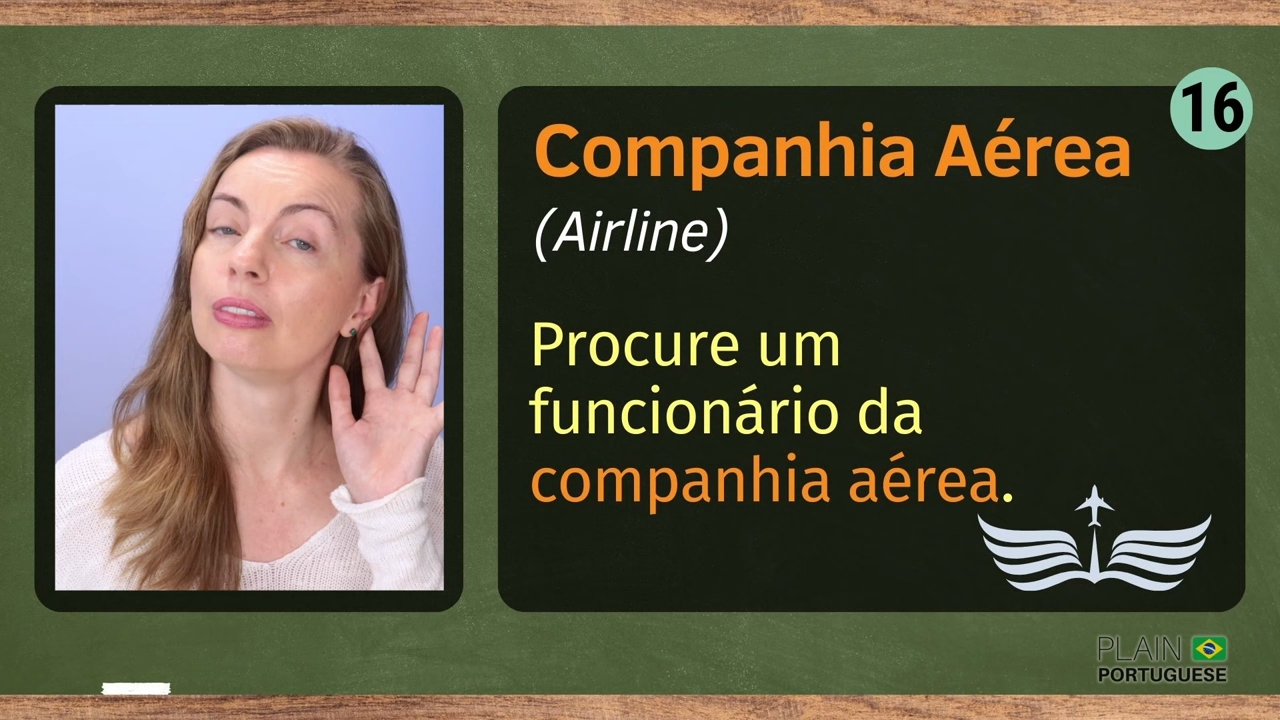 16
Companhia Aérea
(Airline)
Procure um
funcionário da
companhia aérea.
PLAIN
PORTUGUESE